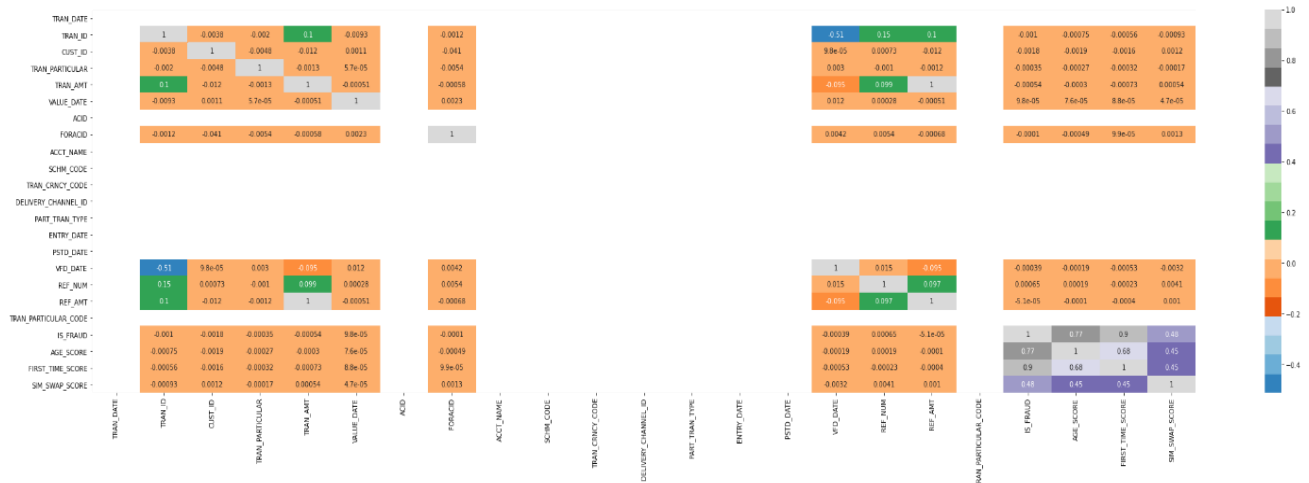 TRAN_DATE
TRAN_ID 1 -0.0038 -0.002 0.1 -0.0093 -0.0012 -0.51 0.15 0.1 -0.001 -0.00075 -0.00056 -0.00093
CUST_ID -0.0038 1 -0.0048 -0.012 0.0011 -0.041 9.8e-05 0.00073 -0.012 -0.0018 -0.0019 -0.0016 0.0012
TRAN_PARTICULAR -0.002 -0.0048 1 -0.0013 5.7e-05 -0.0054 0.003 -0.001 -0.0012 -0.00035 -0.00027 -0.00032 -0.00017
TRAN_AMT 0.1 -0.012 -0.0013 1 -0.00051 -0.00058 -0.095 0.099 1 -0.00054 -0.0003 -0.00073 0.00054
VALUE_DATE -0.0093 0.0011 5.7e-05 -0.00051 1 0.0023 0.012 0.00028 -0.00051 9.8e-05 7.6e-05 8.8e-05 4.7e-05
ACID
FORACID -0.0012 -0.041 -0.0054 -0.00058 0.0023 1 0.0042 0.0054 -0.00068 -0.0001 -0.00049 9.9e-05 0.0013
ACCT_NAME
SCHM_CODE
TRAN_CRNCY_CODE
DELIVERY_CHANNEL_ID
PART_TRAN_TYPE
ENTRY_DATE
PSTD_DATE
VFD_DATE -0.51 9.8e-05 0.003 -0.095 0.012 0.0042 1 0.015 -0.095 -0.00039 -0.00019 -0.00053 -0.0032
REF_NUM 0.15 0.00073 -0.001 0.099 0.00028 0.0054 0.015 1 0.097 0.00065 0.00019 -0.00023 0.0041
REF_AMT 0.1 -0.012 -0.0012 1 -0.00051 -0.00068 -0.095 0.097 1 -5.1e-05 -0.0001 -0.0004 0.001
TRAN_PARTICULAR_CODE
IS_FRAUD -0.001 -0.0018 -0.00035 -0.00054 9.8e-05 -0.0001 -0.00039 0.00065 -5.1e-05 1 0.77 0.9 0.48
AGE_SCORE -0.00075 -0.0019 -0.00027 -0.0003 7.6e-05 -0.00049 -0.00019 0.00019 -0.0001 0.77 1 0.68 0.45
FIRST_TIME_SCORE -0.00056 -0.0016 -0.00032 -0.00073 8.8e-05 9.9e-05 -0.00053 -0.00023 -0.0004 0.9 0.68 1 0.45
SIM_SWAP_SCORE -0.00093 0.0012 -0.00017 0.00054 4.7e-05 0.0013 -0.0032 0.0041 0.001 0.48 0.45 0.45 1
TRAN_DATE
TRAN_ID
CUST_ID
TRAN_PARTICULAR
TRAN_AMT
VALUE_DATE
ACID
FORACID
ACCT_NAME
SCHM_CODE
TRAN_CRNCY_CODE
DELIVERY_CHANNEL_ID
PART_TRAN_TYPE
ENTRY_DATE
PSTD_DATE
VFD_DATE
REF_NUM
REF_AMT
RAN_PARTICULAR_CODE
IS_FRAUD
AGE_SCORE
FIRST_TIME_SCORE
SIM_SWAP_SCORE
1.0
0.8
0.6
0.4
0.2
0.0
-0.2
-0.4